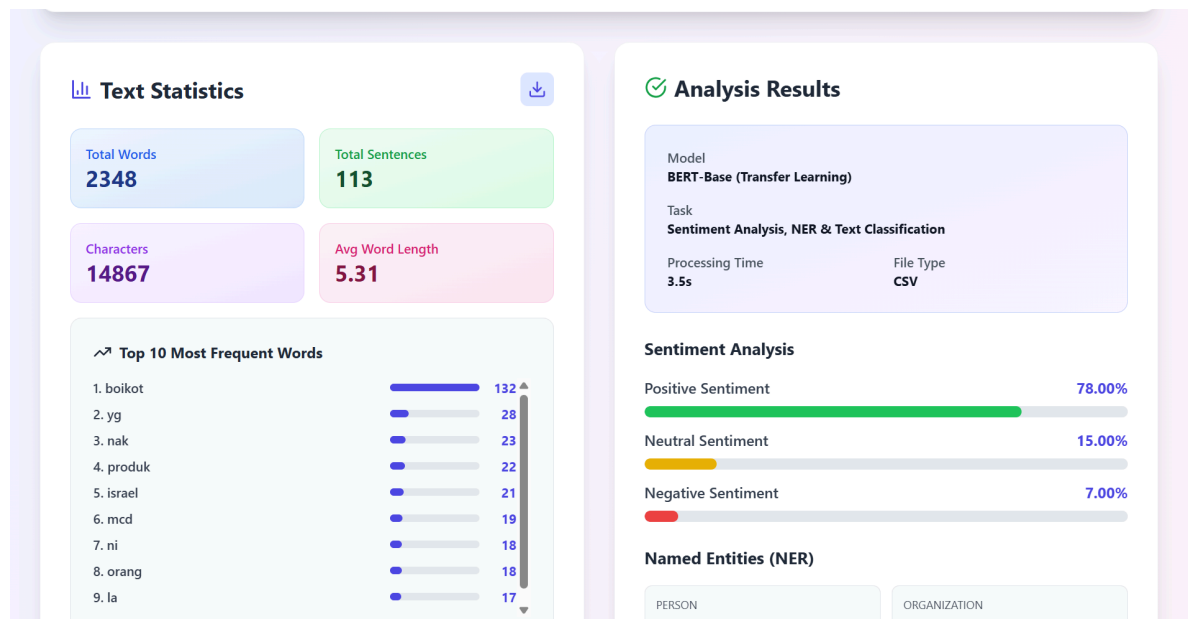 Text Statistics
Total Words
2348
Total Sentences
113
Characters
14867
Avg Word Length
5.31
Top 10 Most Frequent Words
1. boikot 132
2. yg 28
3. nak 23
4. produk 22
5. israel 21
6. mcd 19
7. ni 18
8. orang 18
9. la 17
Analysis Results
Model
BERT-Base (Transfer Learning)
Task
Sentiment Analysis, NER & Text Classification
Processing Time File Type
3.5s CSV
Sentiment Analysis
Positive Sentiment 78.00%
Neutral Sentiment 15.00%
Negative Sentiment 7.00%
Named Entities (NER)
PERSON ORGANIZATION